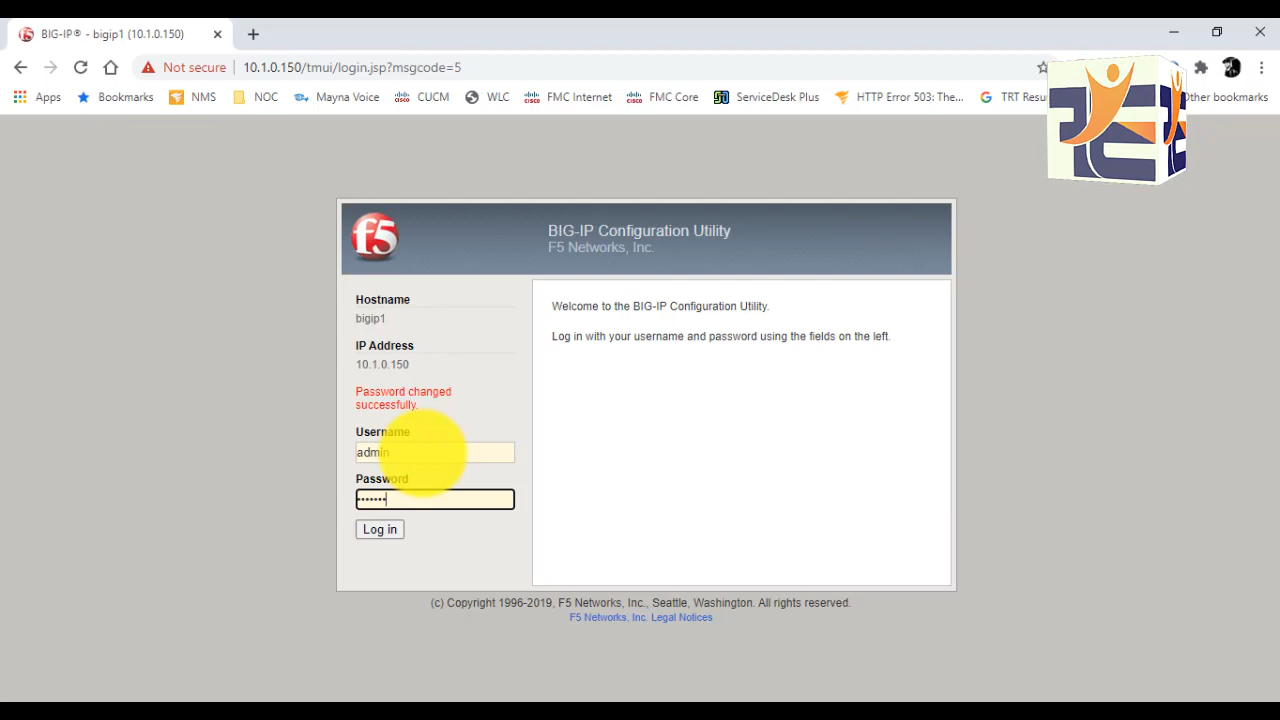 BIG-IP® - bigip1 (10.1.0.150)
Not secure
10.1.0.150/tmui/login.jsp?msgcode=5
Apps
Bookmarks
NMS
NOC
Mayna Voice
CUCM
WLC
FMC Internet
FMC Core
ServiceDesk Plus
HTTP Error 503: The...
TRT
Other bookmarks
f5
BIG-IP Configuration Utility
F5 Networks, Inc.
Hostname
bigip1
IP Address
10.1.0.150
Password changed
successfully.
Username
admin
Password
Log in
Welcome to the BIG-IP Configuration Utility.
Log in with your username and password using the fields on the left.
(c) Copyright 1996-2019, F5 Networks, Inc., Seattle, Washington. All rights reserved.
F5 Networks, Inc. Legal Notices